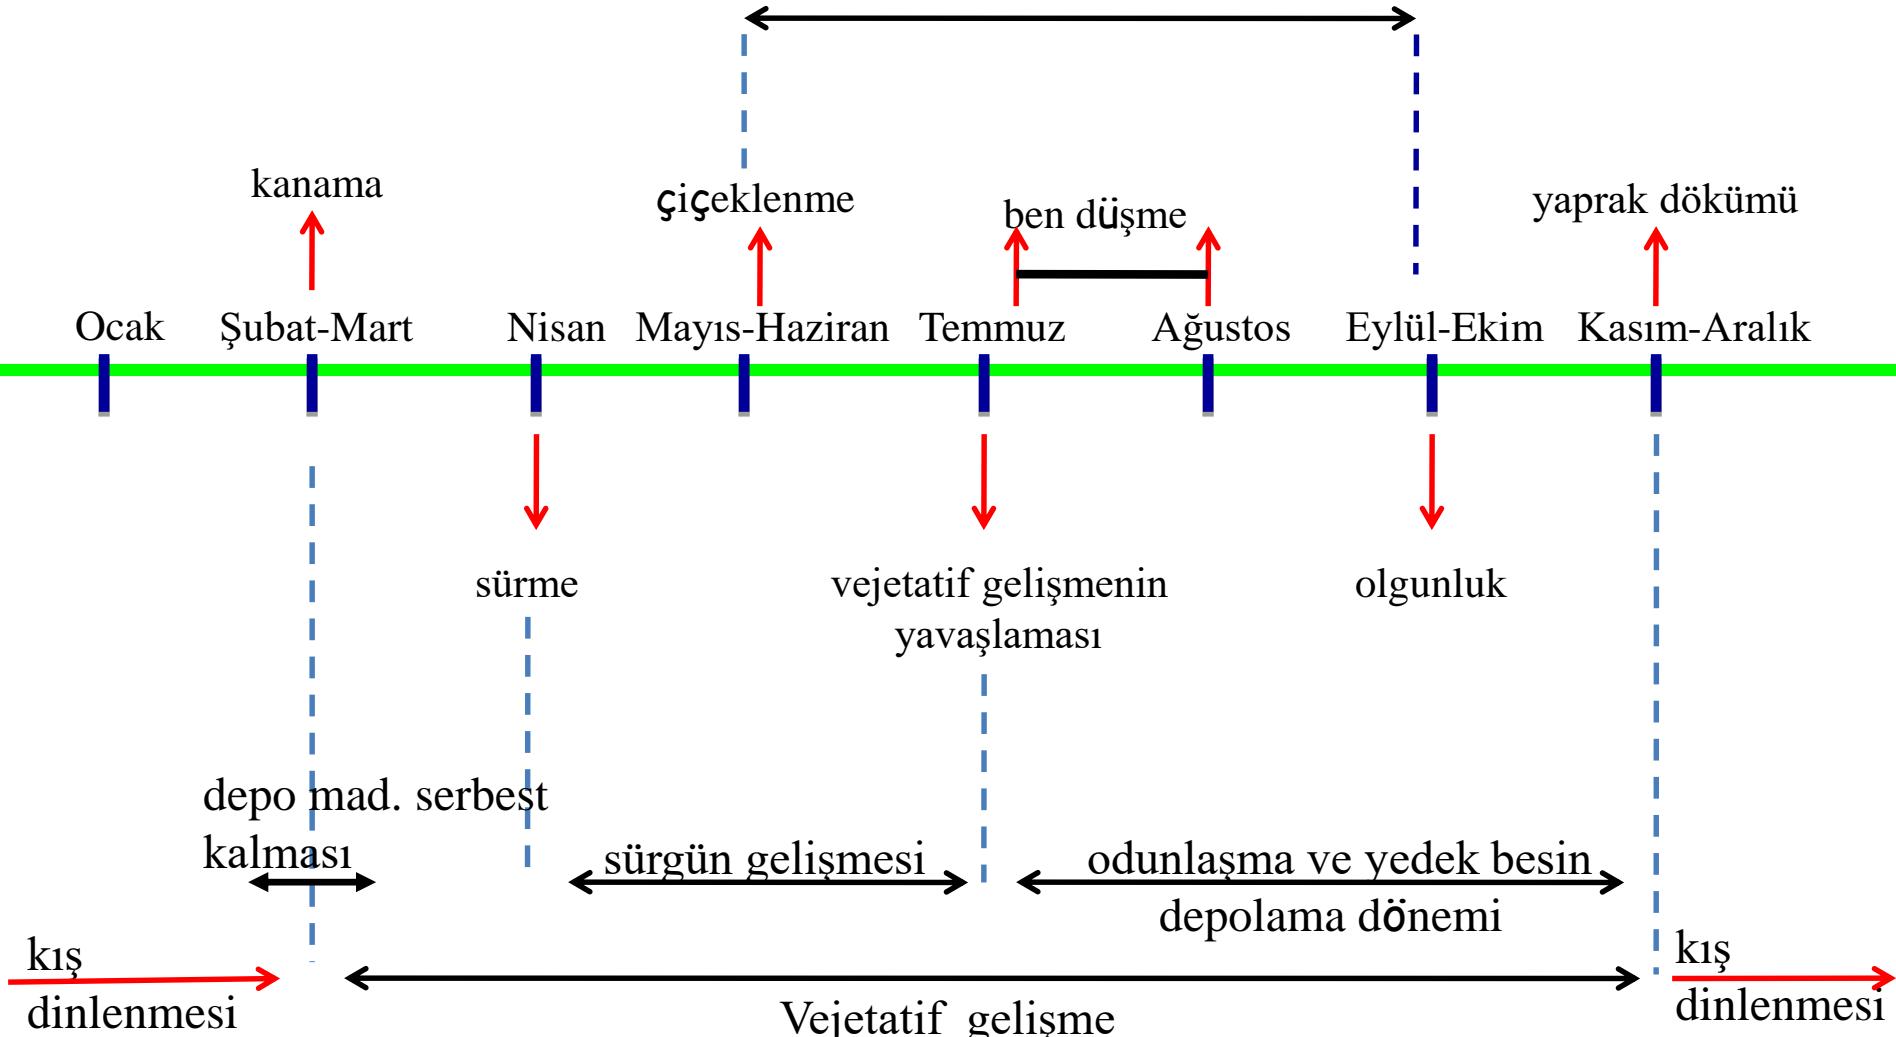 kanama
çiçeklenme
ben düşme
yaprak dökümü
Ocak
Şubat-Mart
Nisan
Mayıs-Haziran
Temmuz
Ağustos
Eylül-Ekim
Kasım-Aralık
sürme
vejetatif gelişmenin
yavaşlaması
olgunluk
depo mad. serbest
kalması
sürgün gelişmesi
odunlaşma ve yedek besin
depolama dönemi
kış
dinlenmesi
Vejetatif gelişme
kış
dinlenmesi